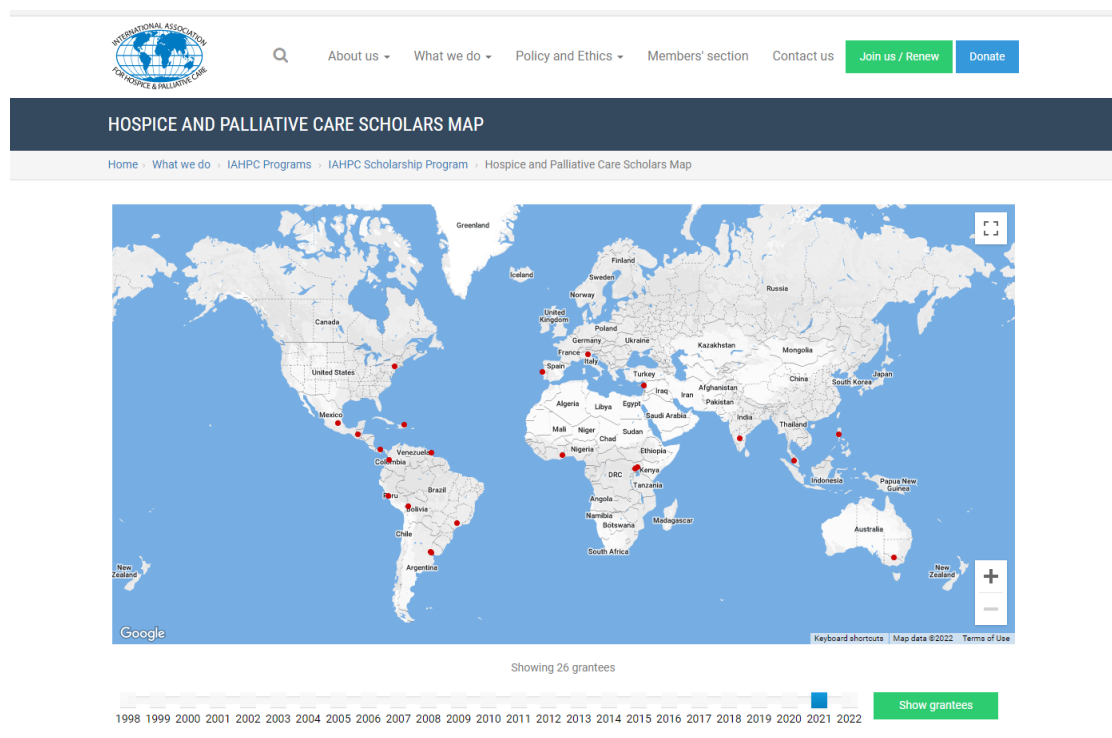 INTERNATIONAL ASSOCIATION
FOR HOSPICE & PALLIATIVE CARE
About us
What we do
Policy and Ethics
Members' section
Contact us
Join us / Renew
Donate
HOSPICE AND PALLIATIVE CARE SCHOLARS MAP
Home › What we do › IAHPC Programs › IAHPC Scholarship Program › Hospice and Palliative Care Scholars Map
Greenland
Iceland
Finland
Sweden
Norway
Russia
United
Kingdom
Canada
Poland
Germany
Ukraine
Kazakhstan
Mongolia
France
Italy
Spain
United States
Turkey
China
Japan
South Korea
Afghanistan
Iraq
Iran
Pakistan
Algeria
Libya
Egypt
Saudi Arabia
Mexico
India
Thailand
Mali
Niger
Sudan
Chad
Nigeria
Ethiopia
Venezuela
Colombia
Kenya
DRC
Tanzania
Indonesia
Papua New
Guinea
Brazil
Peru
Bolivia
Angola
Namibia
Botswana
Madagascar
Chile
Australia
South Africa
Argentina
New
Zealand
New
Zealand
Google
Keyboard shortcuts
Map data ©2022
Terms of Use
Showing 26 grantees
1998 1999 2000 2001 2002 2003 2004 2005 2006 2007 2008 2009 2010 2011 2012 2013 2014 2015 2016 2017 2018 2019 2020 2021 2022
Show grantees